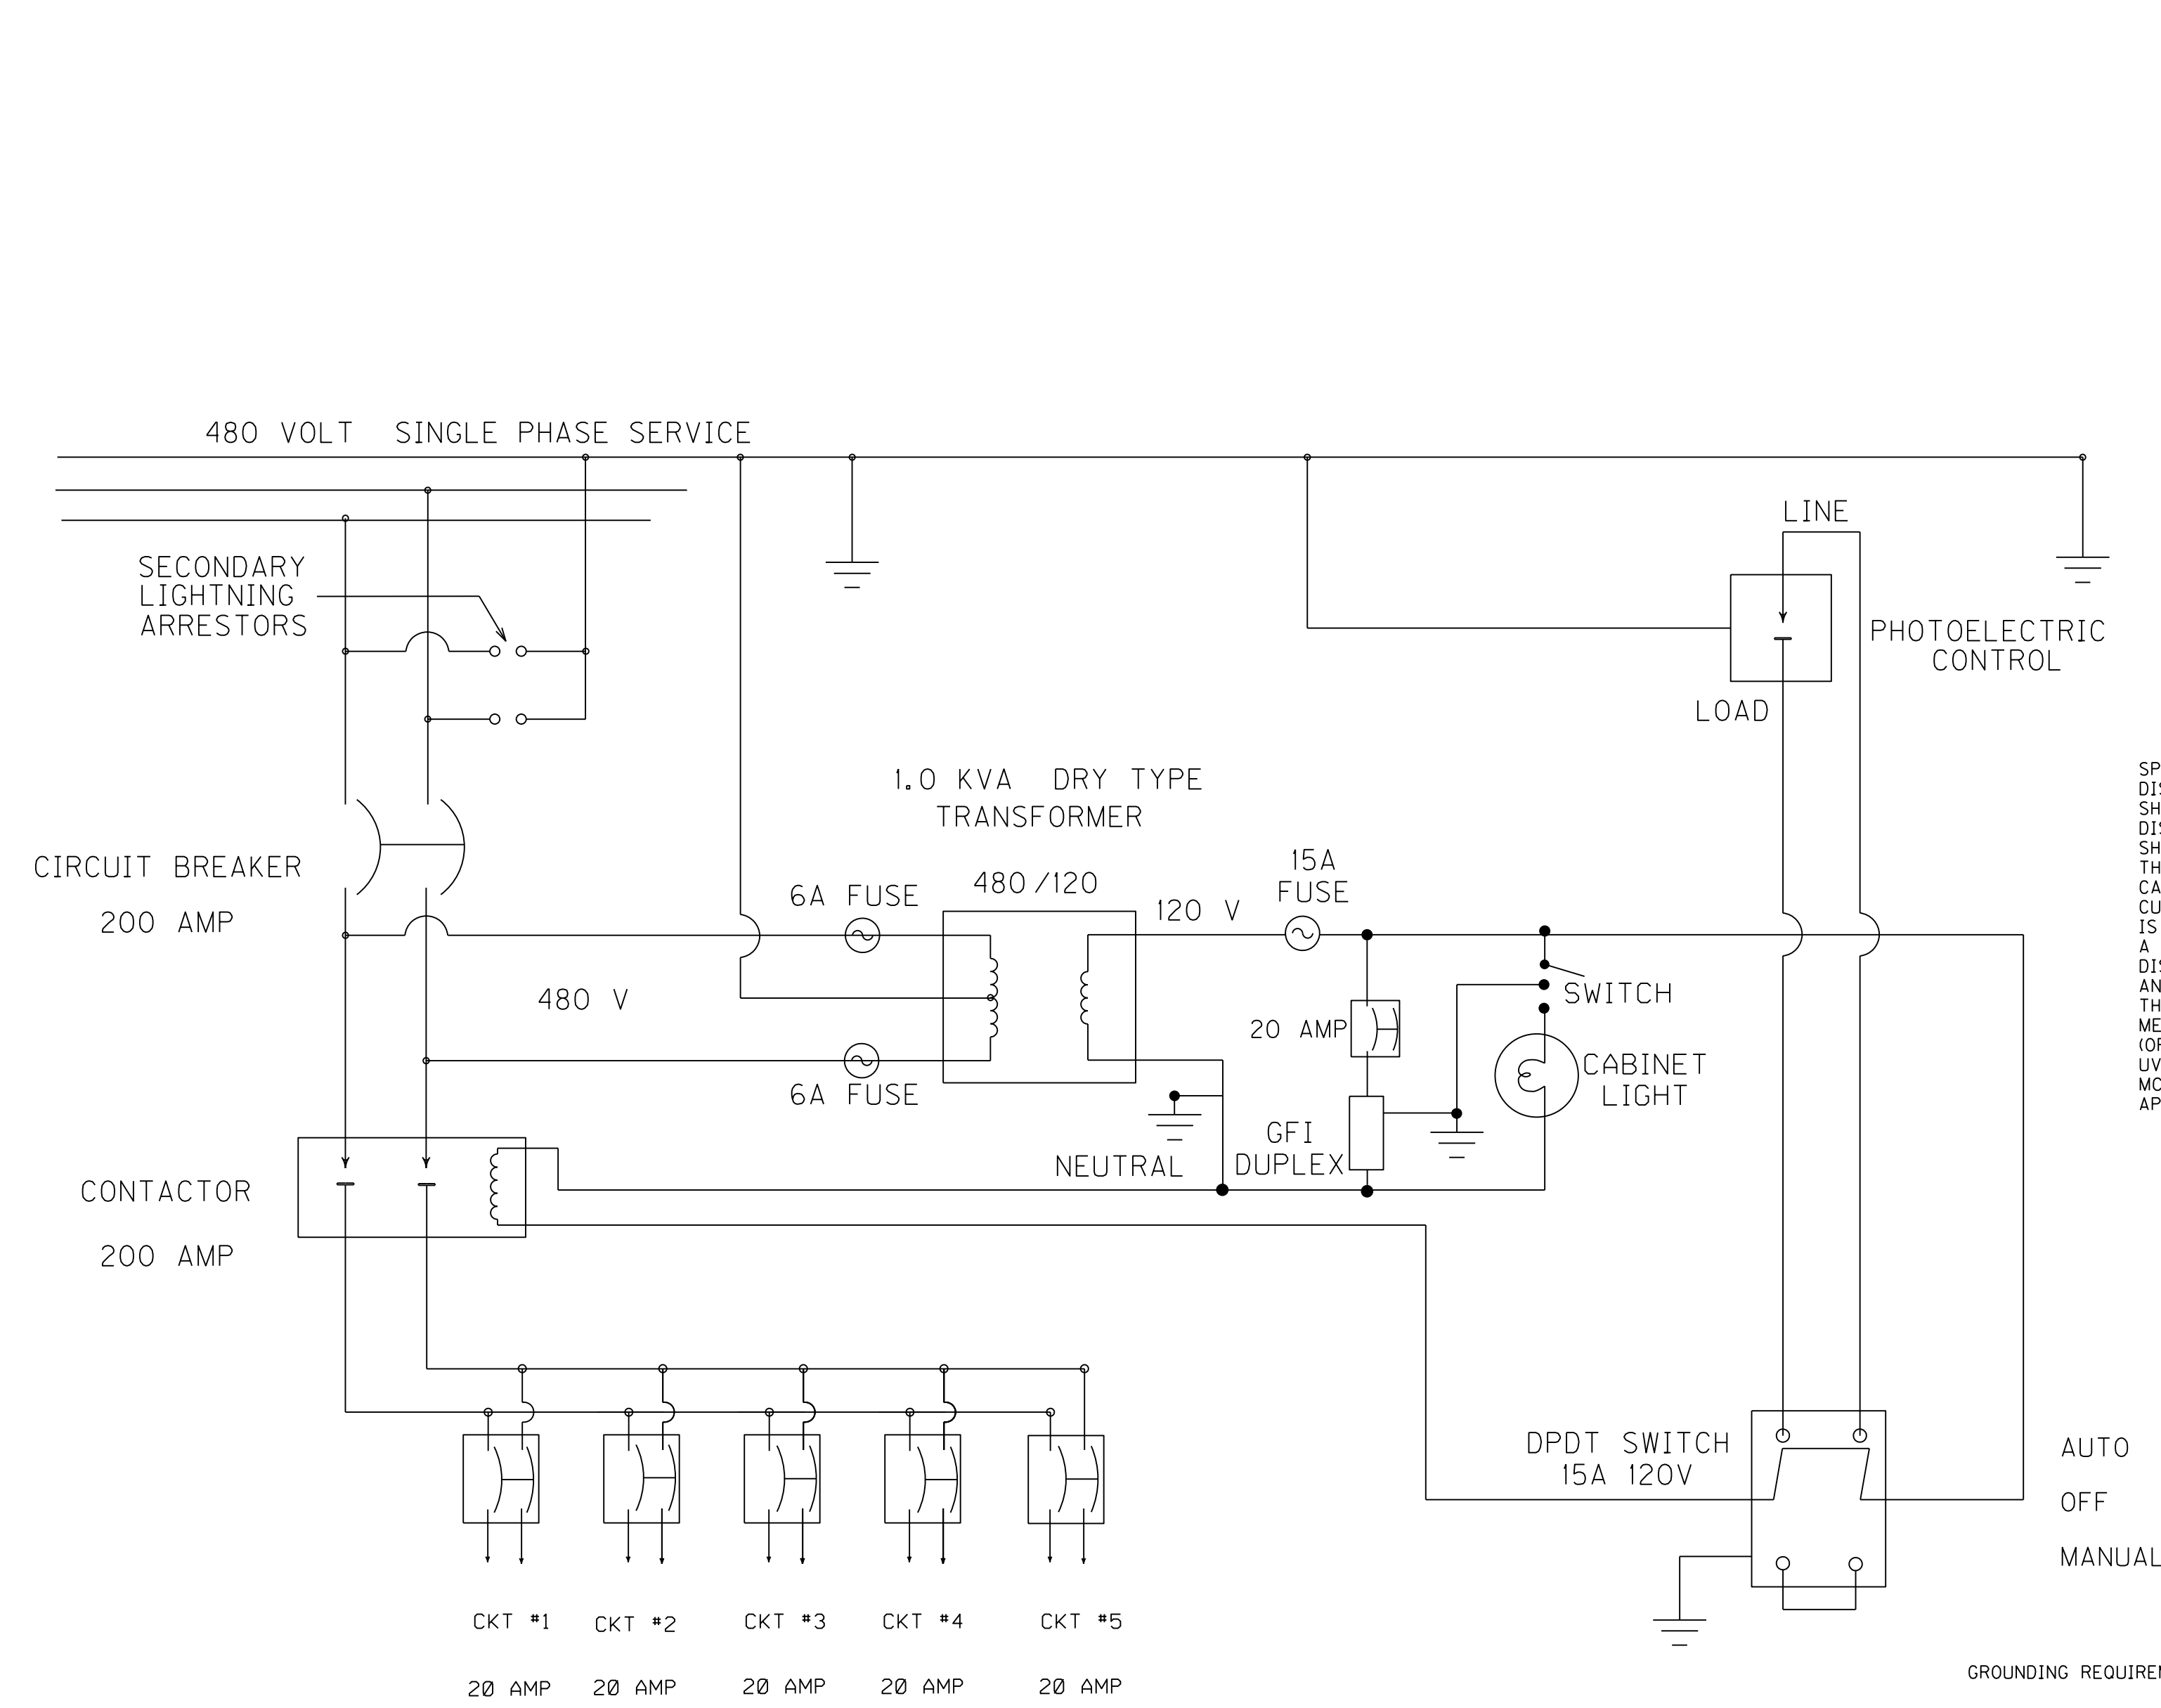 480 VOLT SINGLE PHASE SERVICE
LINE
SECONDARY
LIGHTNING
ARRESTORS
PHOTOELECTRIC
CONTROL
LOAD
1.0 KVA DRY TYPE
TRANSFORMER
CIRCUIT BREAKER
200 AMP
6A FUSE
480/120
120 V
15A
FUSE
480 V
6A FUSE
SWITCH
20 AMP
CABINET
LIGHT
GFI
DUPLEX
NEUTRAL
CONTACTOR
200 AMP
DPDT SWITCH
15A 120V
AUTO
OFF
MANUAL
CKT #1
CKT #2
CKT #3
CKT #4
CKT #5
20 AMP
20 AMP
20 AMP
20 AMP
20 AMP
IS
A
GROUNDING